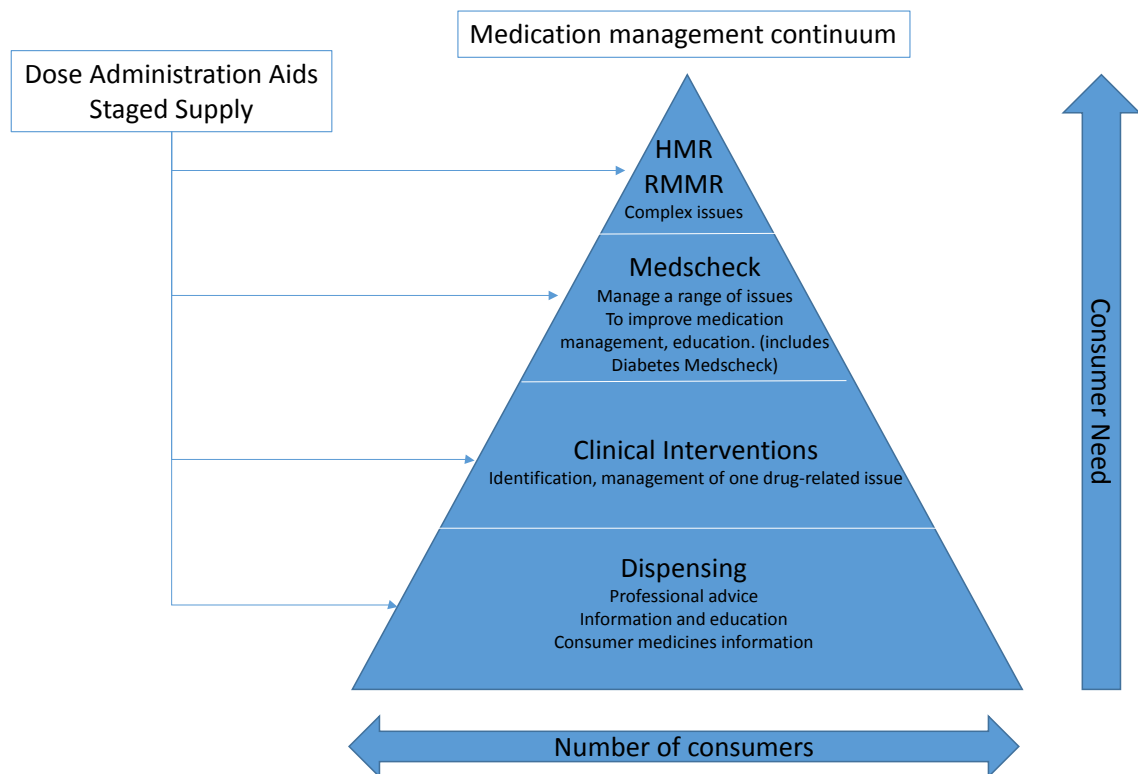 Medication management continuum
Dose Administration Aids
Staged Supply
HMR
RMMR
Complex issues
Medscheck
Manage a range of issues
To improve medication
management, education. (includes
Diabetes Medscheck)
Clinical Interventions
Identification, management of one drug-related issue
Dispensing
Professional advice
Information and education
Consumer medicines information
Consumer Need
Number of consumers